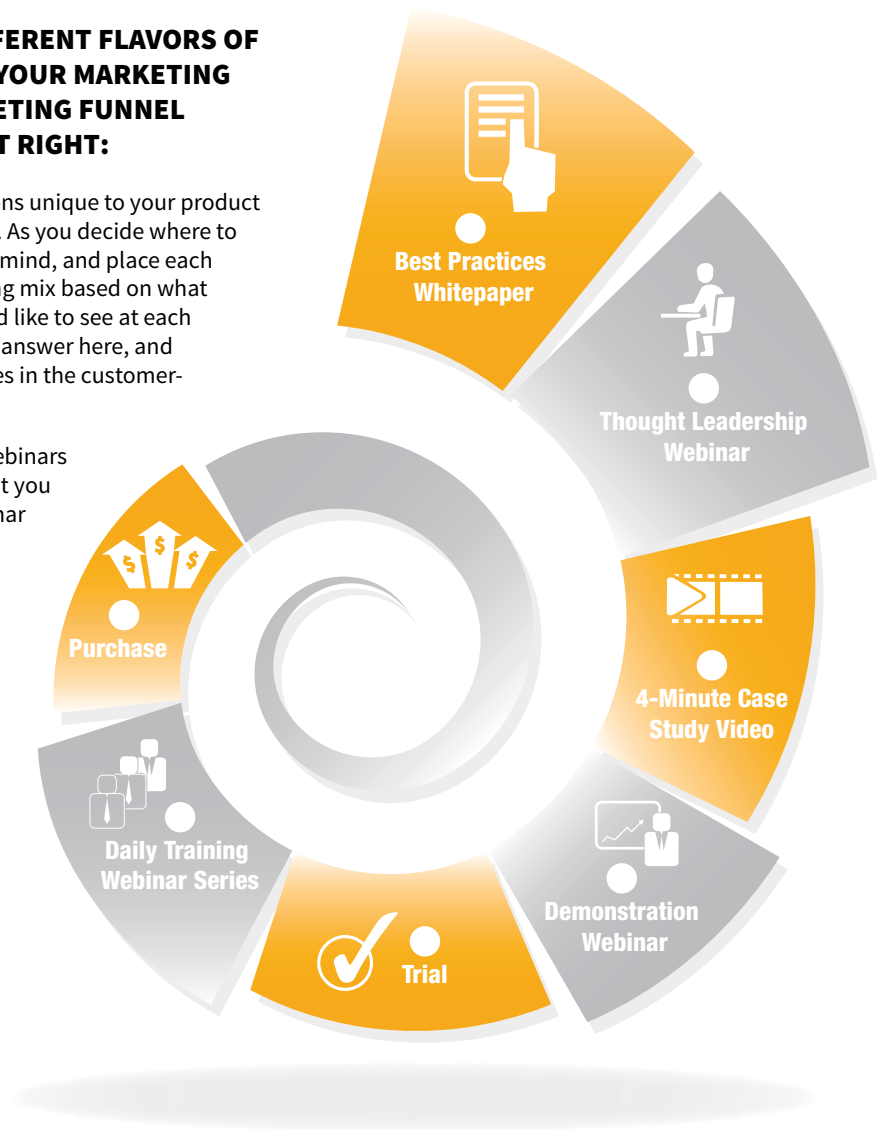 FERENT FLAVORS OF
YOUR MARKETING
ETING FUNNEL
T RIGHT:
ns unique to your product
. As you decide where to
mind, and place each
ng mix based on what
d like to see at each
answer here, and
es in the customer-
ebinars
t you
nar
Best Practices
Whitepaper
Thought Leadership
Webinar
4-Minute Case
Study Video
Demonstration
Webinar
Trial
Daily Training
Webinar Series
$ $ $
Purchase